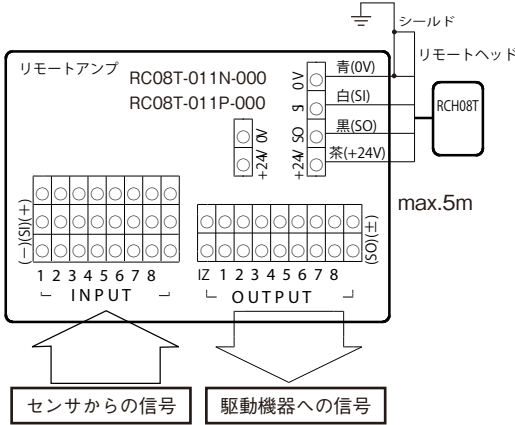 シールド
リモートヘッド
リモートアンプ
RC08T-011N-000
RC08T-011P-000
0V
SI
SO
+24V
青(0V)
白(SI)
黒(SO)
茶(+24V)
RCH08T
0V
+24V
max.5m
(−)(SI)(+)
1 2 3 4 5 6 7 8
INPUT
(SO)(±)
IZ 1 2 3 4 5 6 7 8
OUTPUT
センサからの信号
駆動機器への信号